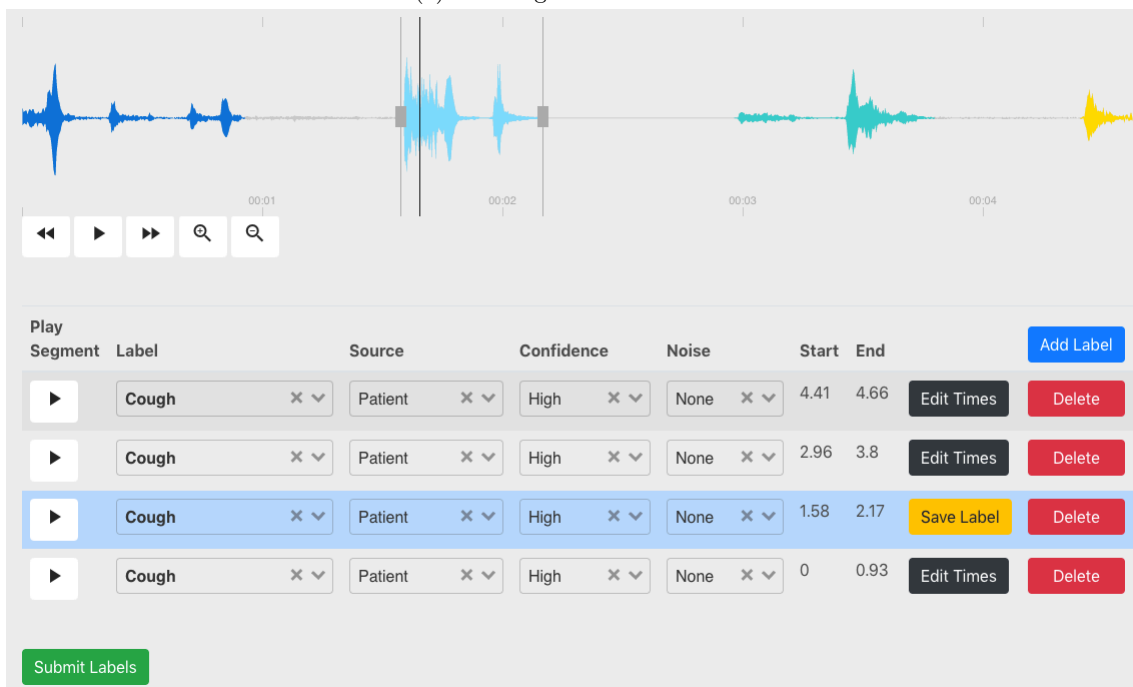 00:01 00:02 00:03 00:04
Play
Segment Label Source Confidence Noise Start End Add Label
Cough Patient High None 4.41 4.66 Edit Times Delete
Cough Patient High None 2.96 3.8 Edit Times Delete
Cough Patient High None 1.58 2.17 Save Label Delete
Cough Patient High None 0 0.93 Edit Times Delete
Submit Labels